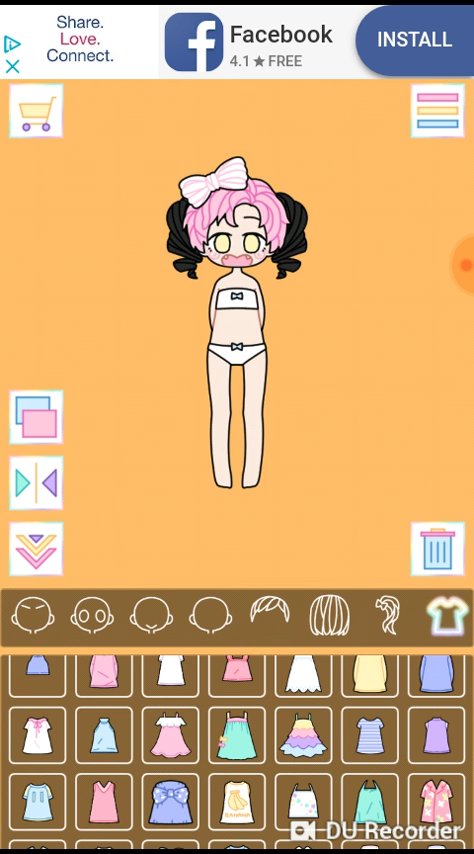 Share.
Love.
Connect.
Facebook
4.1 ★ FREE
INSTALL
DU Recorder